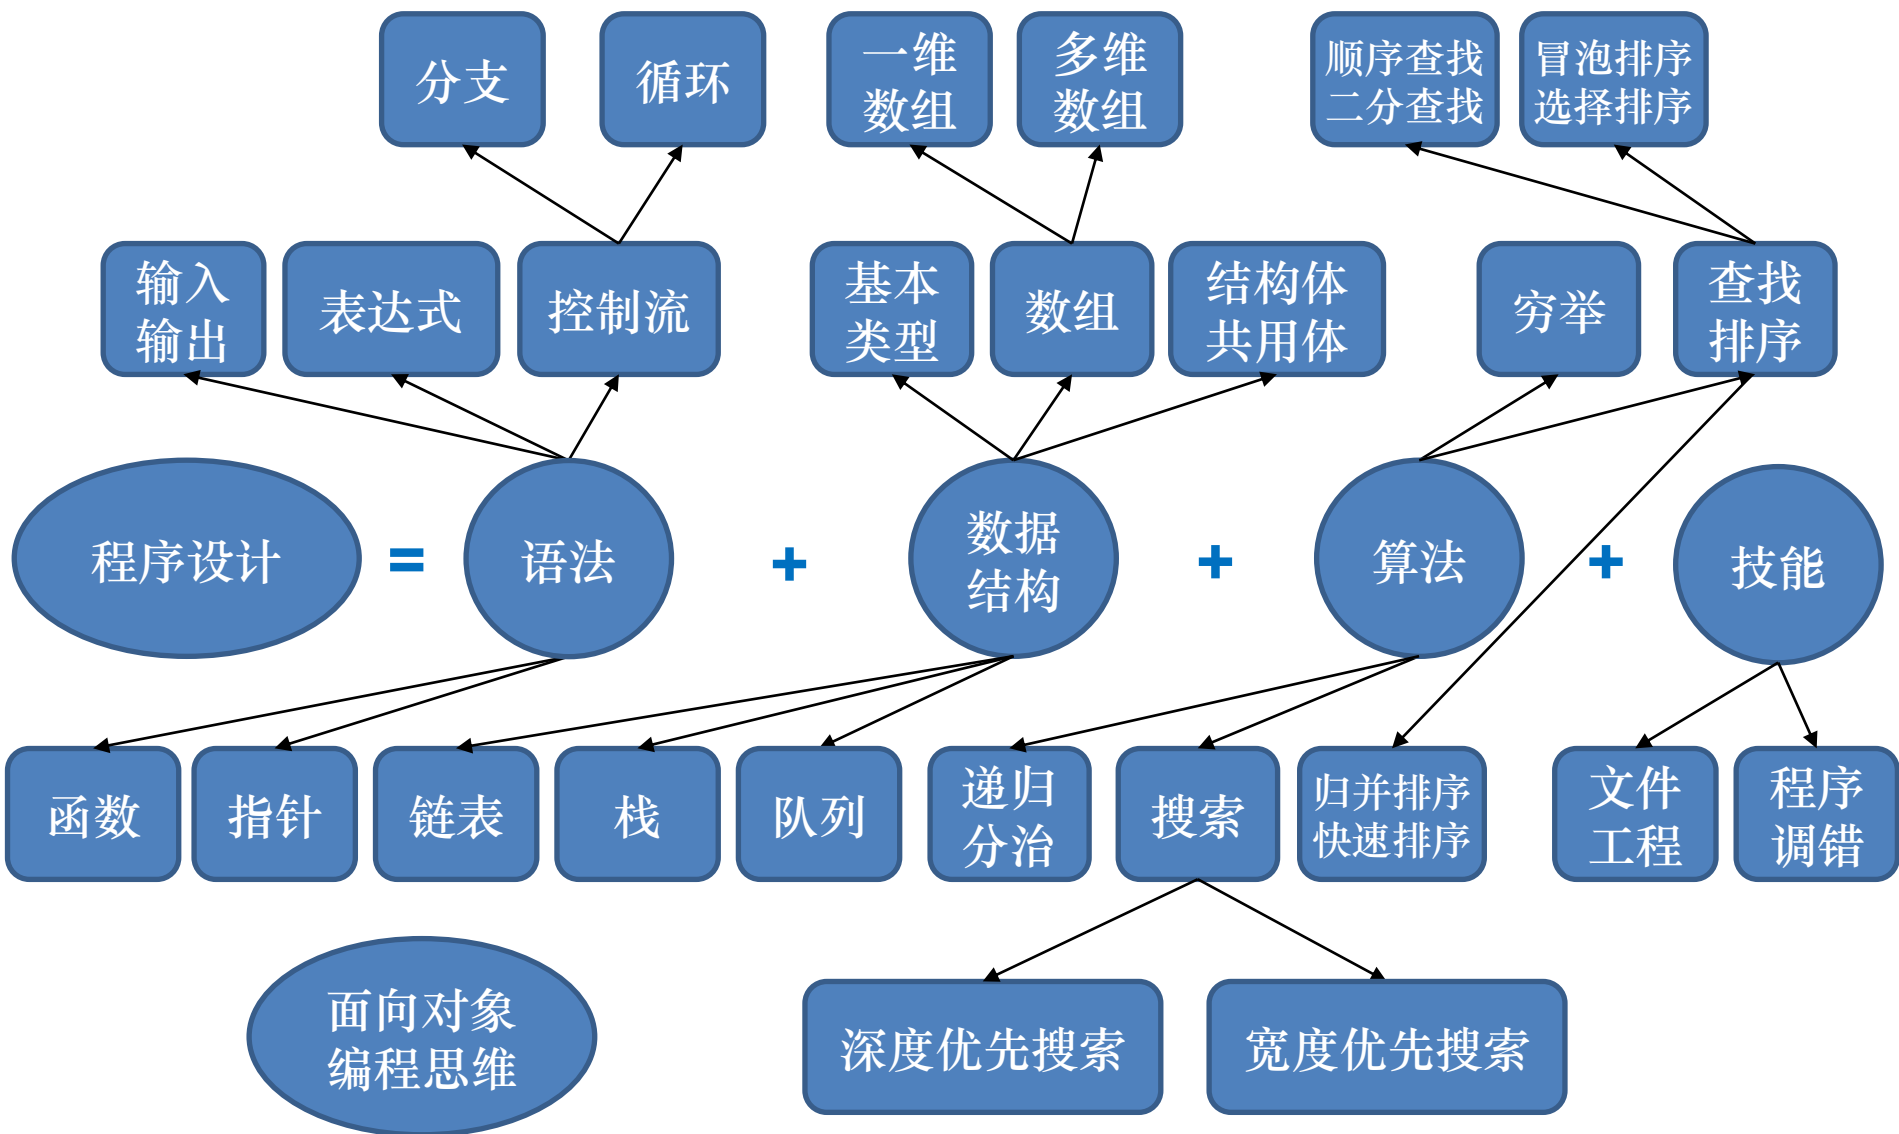 分支
循环
一维
数组
多维
数组
顺序查找
二分查找
冒泡排序
选择排序
输入
输出
表达式
控制流
基本
类型
数组
结构体
共用体
穷举
查找
排序
程序设计
=
语法
+
数据
结构
+
算法
+
技能
函数
指针
链表
栈
队列
递归
分治
搜索
归并排序
快速排序
文件
工程
程序
调错
面向对象
编程思维
深度优先搜索
宽度优先搜索